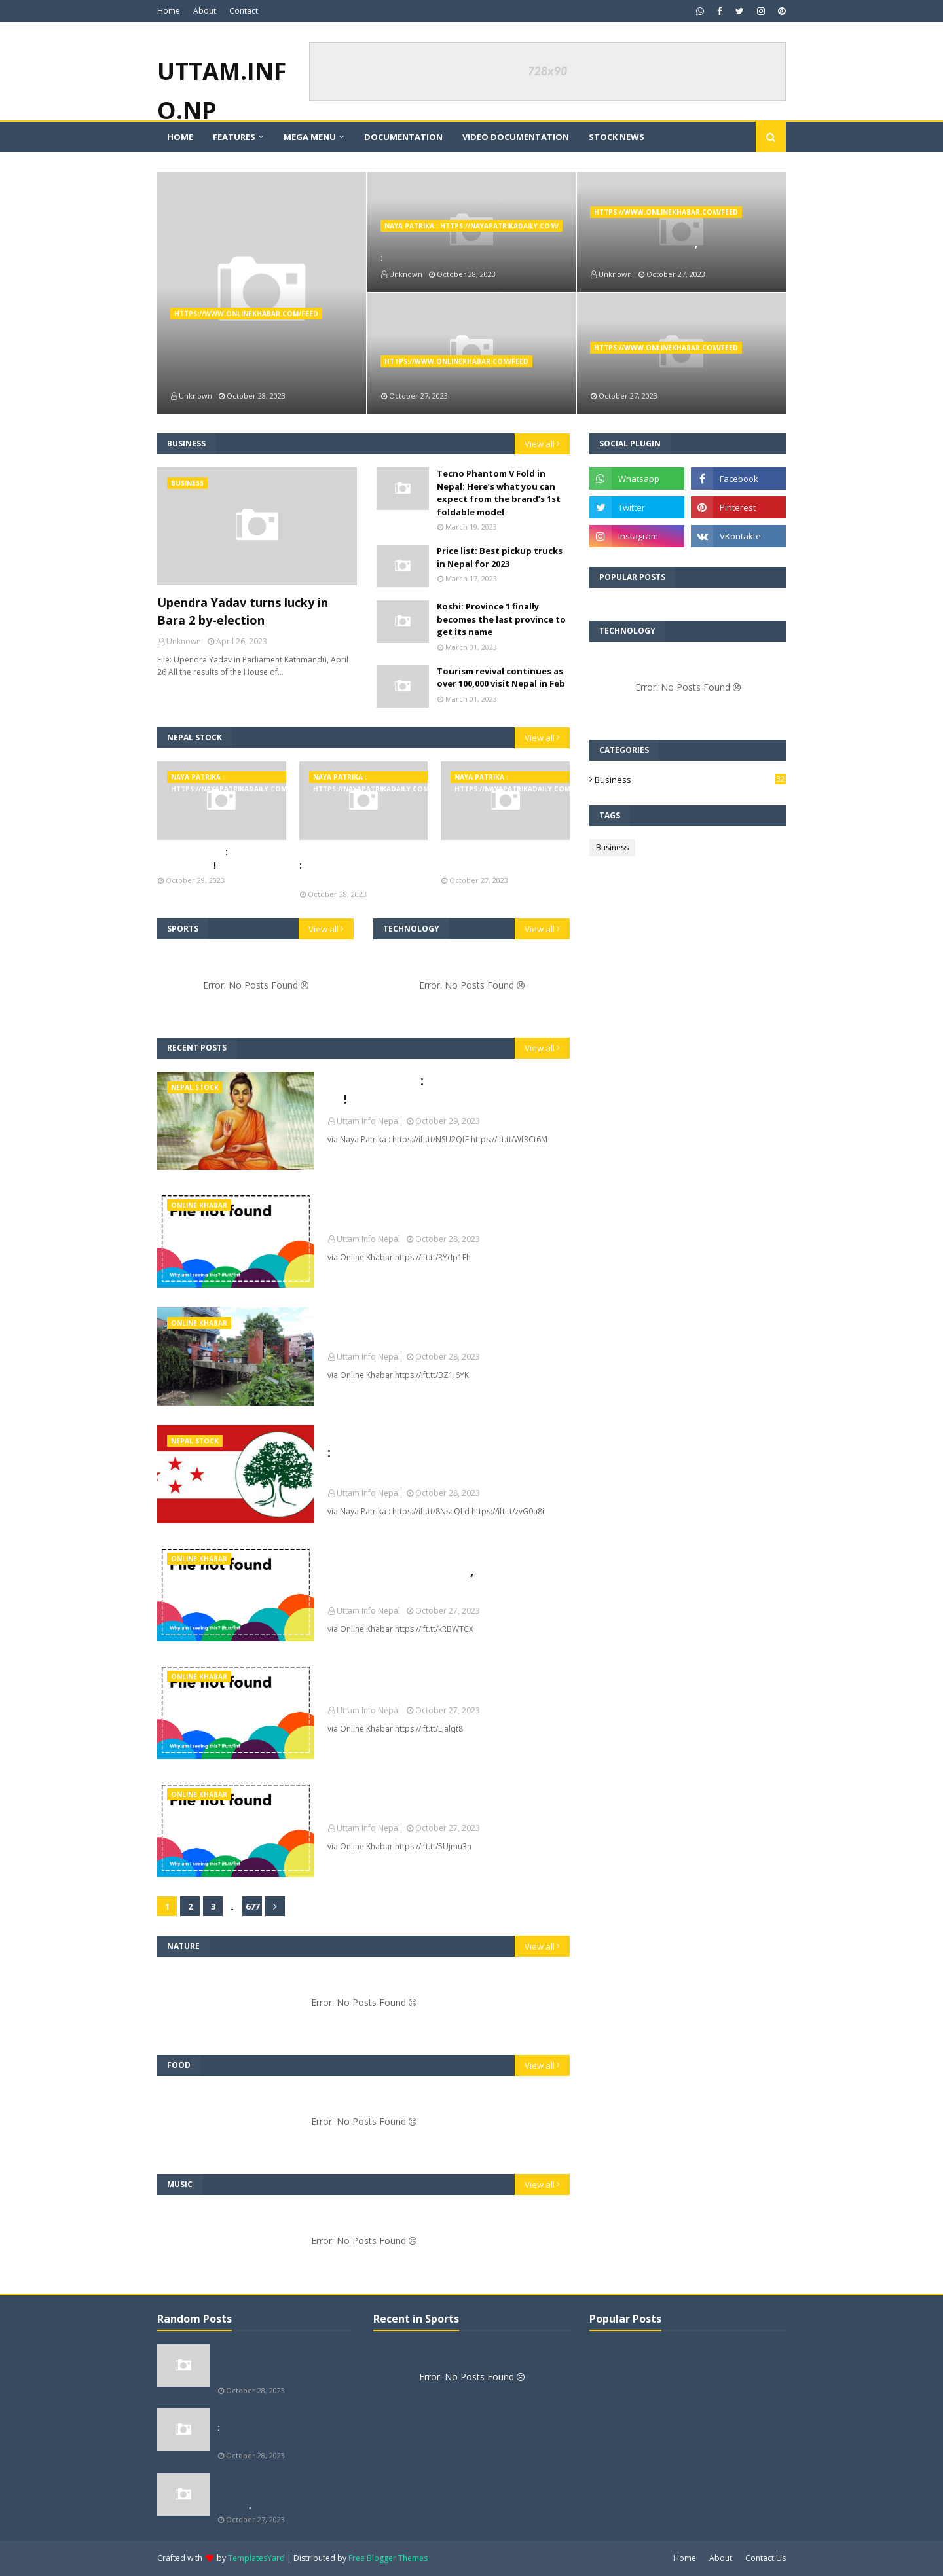 Home About Contact
UTTAM.INF
O.NP
728x90
HOME FEATURES MEGA MENU DOCUMENTATION VIDEO DOCUMENTATION STOCK NEWS
HTTPS://WWW.ONLINEKHABAR.COM/FEED
Unknown October 28, 2023
NAYA PATRIKA : HTTPS://NAYAPATRIKADAILY.COM/
:
Unknown October 28, 2023
HTTPS://WWW.ONLINEKHABAR.COM/FEED
,
Unknown October 27, 2023
HTTPS://WWW.ONLINEKHABAR.COM/FEED
October 27, 2023
HTTPS://WWW.ONLINEKHABAR.COM/FEED
October 27, 2023
BUSINESS View all
BUSINESS
Upendra Yadav turns lucky in
Bara 2 by-election
Unknown April 26, 2023
File: Upendra Yadav in Parliament Kathmandu, April
26 All the results of the House of...
Tecno Phantom V Fold in
Nepal: Here's what you can
expect from the brand's 1st
foldable model
March 19, 2023
Price list: Best pickup trucks
in Nepal for 2023
March 17, 2023
Koshi: Province 1 finally
becomes the last province to
get its name
March 01, 2023
Tourism revival continues as
over 100,000 visit Nepal in Feb
March 01, 2023
SOCIAL PLUGIN
Whatsapp Facebook
Twitter Pinterest
Instagram VKontakte
POPULAR POSTS
TECHNOLOGY
Error: No Posts Found
CATEGORIES
Business 32
TAGS
Business
NEPAL STOCK View all
NAYA PATRIKA :
HTTPS://NAYAPATRIKADAILY.COM
:
!
October 29, 2023
NAYA PATRIKA :
HTTPS://NAYAPATRIKADAILY.COM
:
October 28, 2023
NAYA PATRIKA :
HTTPS://NAYAPATRIKADAILY.COM
October 27, 2023
SPORTS View all
Error: No Posts Found
TECHNOLOGY View all
Error: No Posts Found
RECENT POSTS View all
NEPAL STOCK
:
!
Uttam Info Nepal October 29, 2023
via Naya Patrika : https://ift.tt/NSU2QfF https://ift.tt/Wf3Ct6M
ONLINE KHABAR
File not found
Why am I seeing this? ift.tt/fnf
Uttam Info Nepal October 28, 2023
via Online Khabar https://ift.tt/RYdp1Eh
ONLINE KHABAR
Uttam Info Nepal October 28, 2023
via Online Khabar https://ift.tt/BZ1i6YK
NEPAL STOCK
:
Uttam Info Nepal October 28, 2023
via Naya Patrika : https://ift.tt/8NscQLd https://ift.tt/zvG0a8i
ONLINE KHABAR
File not found
Why am I seeing this? ift.tt/fnf
,
Uttam Info Nepal October 27, 2023
via Online Khabar https://ift.tt/kRBWTCX
ONLINE KHABAR
File not found
Why am I seeing this? ift.tt/fnf
Uttam Info Nepal October 27, 2023
via Online Khabar https://ift.tt/Ljalqt8
ONLINE KHABAR
File not found
Why am I seeing this? ift.tt/fnf
Uttam Info Nepal October 27, 2023
via Online Khabar https://ift.tt/5Ujmu3n
1 2 3 ... 677
NATURE View all
Error: No Posts Found
FOOD View all
Error: No Posts Found
MUSIC View all
Error: No Posts Found
Random Posts
October 28, 2023
:
October 28, 2023
,
October 27, 2023
Recent in Sports
Error: No Posts Found
Popular Posts
Crafted with by TemplatesYard | Distributed by Free Blogger Themes
Home About Contact Us